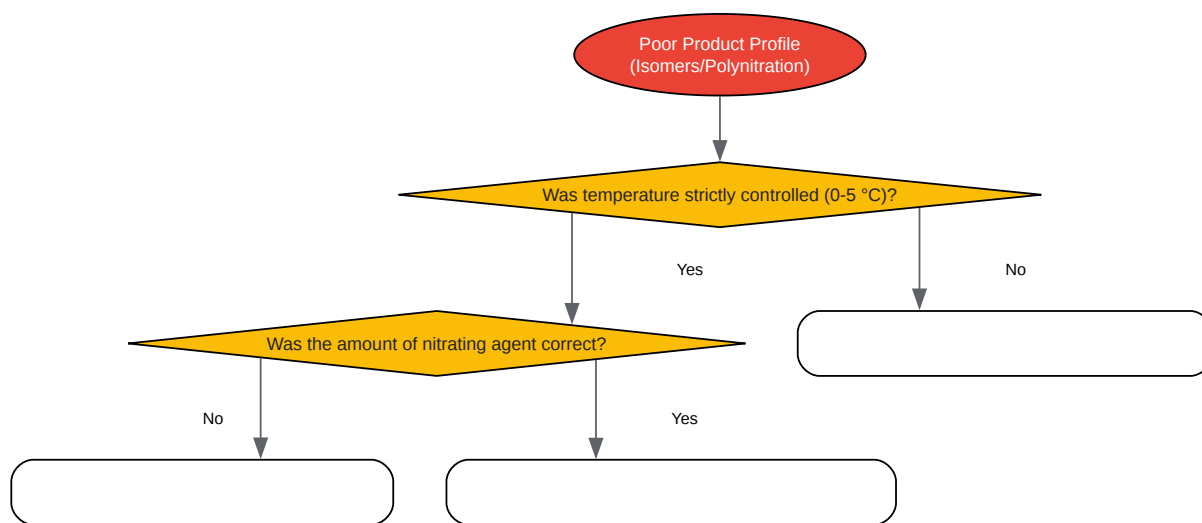 Poor Product Profile
(Isomers/Polynitration)
Was temperature strictly controlled (0-5 °C)?
Yes
No
Was the amount of nitrating agent correct?
No
Yes